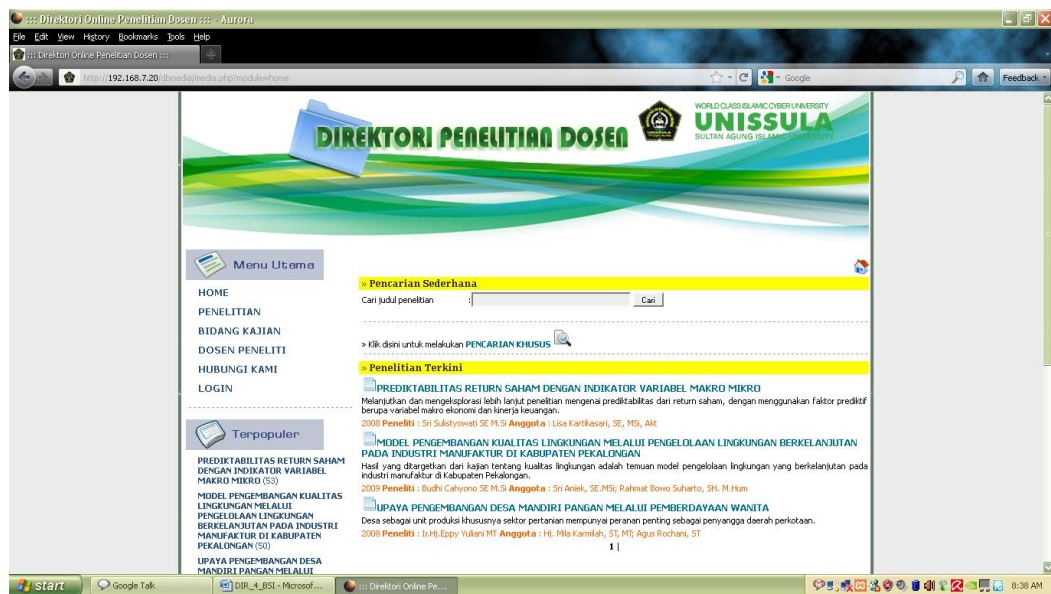 ::: Direktori Online Penelitian Dosen ::: - Aurora
File Edit View History Bookmarks Tools Help
::: Direktori Online Penelitian Dosen :::
http://192.168.7.20/dbmedia/media.php?module=home
Google
Feedback
DIREKTORI PENELITIAN DOSEN
WORLD CLASS ISLAMIC CYBER UNIVERSITY
UNISSULA
SULTAN AGUNG ISLAMIC UNIVERSITY
Menu Utama
HOME
PENELITIAN
BIDANG KAJIAN
DOSEN PENELITI
HUBUNGI KAMI
LOGIN
Terpopuler
PREDIKTABILITAS RETURN SAHAM
DENGAN INDIKATOR VARIABEL
MAKRO MIKRO (53)
MODEL PENGEMBANGAN KUALITAS
LINGKUNGAN MELALUI
PENGELOLAAN LINGKUNGAN
BERKELANJUTAN PADA INDUSTRI
MANUFAKTUR DI KABUPATEN
PEKALONGAN (50)
UPAYA PENGEMBANGAN DESA
MANDIRI PANGAN MELALUI
» Pencarian Sederhana
Cari judul penelitian : Cari
» Klik disini untuk melakukan PENCARIAN KHUSUS
» Penelitian Terkini
PREDIKTABILITAS RETURN SAHAM DENGAN INDIKATOR VARIABEL MAKRO MIKRO
Melanjutkan dan mengeksplorasi lebih lanjut penelitian mengenai prediktabilitas dari return saham, dengan menggunakan faktor prediktif
berupa variabel makro ekonomi dan kinerja keuangan.
2008 Peneliti : Sri Sulistyowati SE M.Si Anggota : Lisa Kartikasari, SE, MSi, Akt
MODEL PENGEMBANGAN KUALITAS LINGKUNGAN MELALUI PENGELOLAAN LINGKUNGAN BERKELANJUTAN
PADA INDUSTRI MANUFAKTUR DI KABUPATEN PEKALONGAN
Hasil yang ditargetkan dari kajian tentang kualitas lingkungan adalah temuan model pengelolaan lingkungan yang berkelanjutan pada
industri manufaktur di Kabupaten Pekalongan.
2009 Peneliti : Budhi Cahyono SE M.Si Anggota : Sri Aniek, SE.MSi; Rahmat Bowo Suharto, SH. M.Hum
UPAYA PENGEMBANGAN DESA MANDIRI PANGAN MELALUI PEMBERDAYAAN WANITA
Desa sebagai unit produksi khususnya sektor pertanian mempunyai peranan penting sebagai penyangga daerah perkotaan.
2008 Peneliti : Ir.Hj.Eppy Yuliani MT Anggota : Hj. Mila Karmilah, ST, MT; Agus Rochani, ST
1 |
start
Google Talk
DIR_4_BSI - Microsof...
::: Direktori Online Pe...
8:38 AM